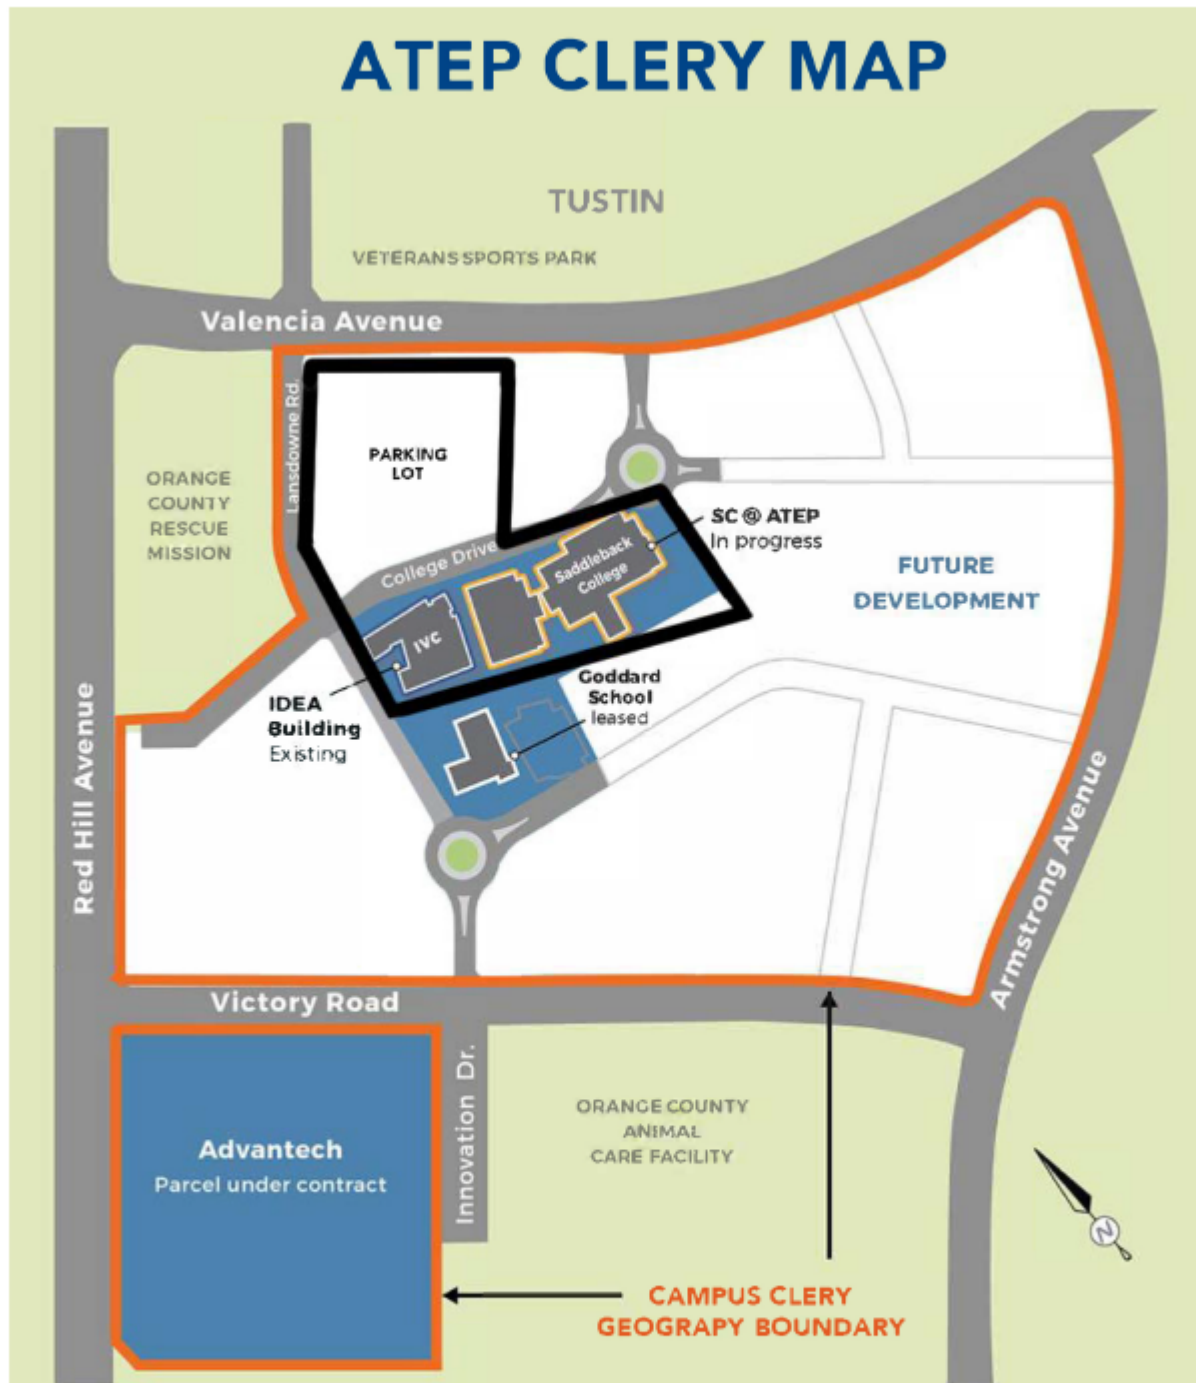 ATEP CLERY MAP
TUSTIN
VETERANS SPORTS PARK
Valencia Avenue
Lansdowne Rd.
PARKING
LOT
ORANGE
COUNTY
RESCUE
MISSION
College Drive
SC @ ATEP
In progress
Saddleback
College
FUTURE
DEVELOPMENT
IVC
IDEA
Building
Existing
Goddard
School
leased
Red Hill Avenue
Armstrong Avenue
Victory Road
Innovation Dr.
Advantech
Parcel under contract
ORANGE COUNTY
ANIMAL
CARE FACILITY
N
CAMPUS CLERY
GEOGRAPY BOUNDARY